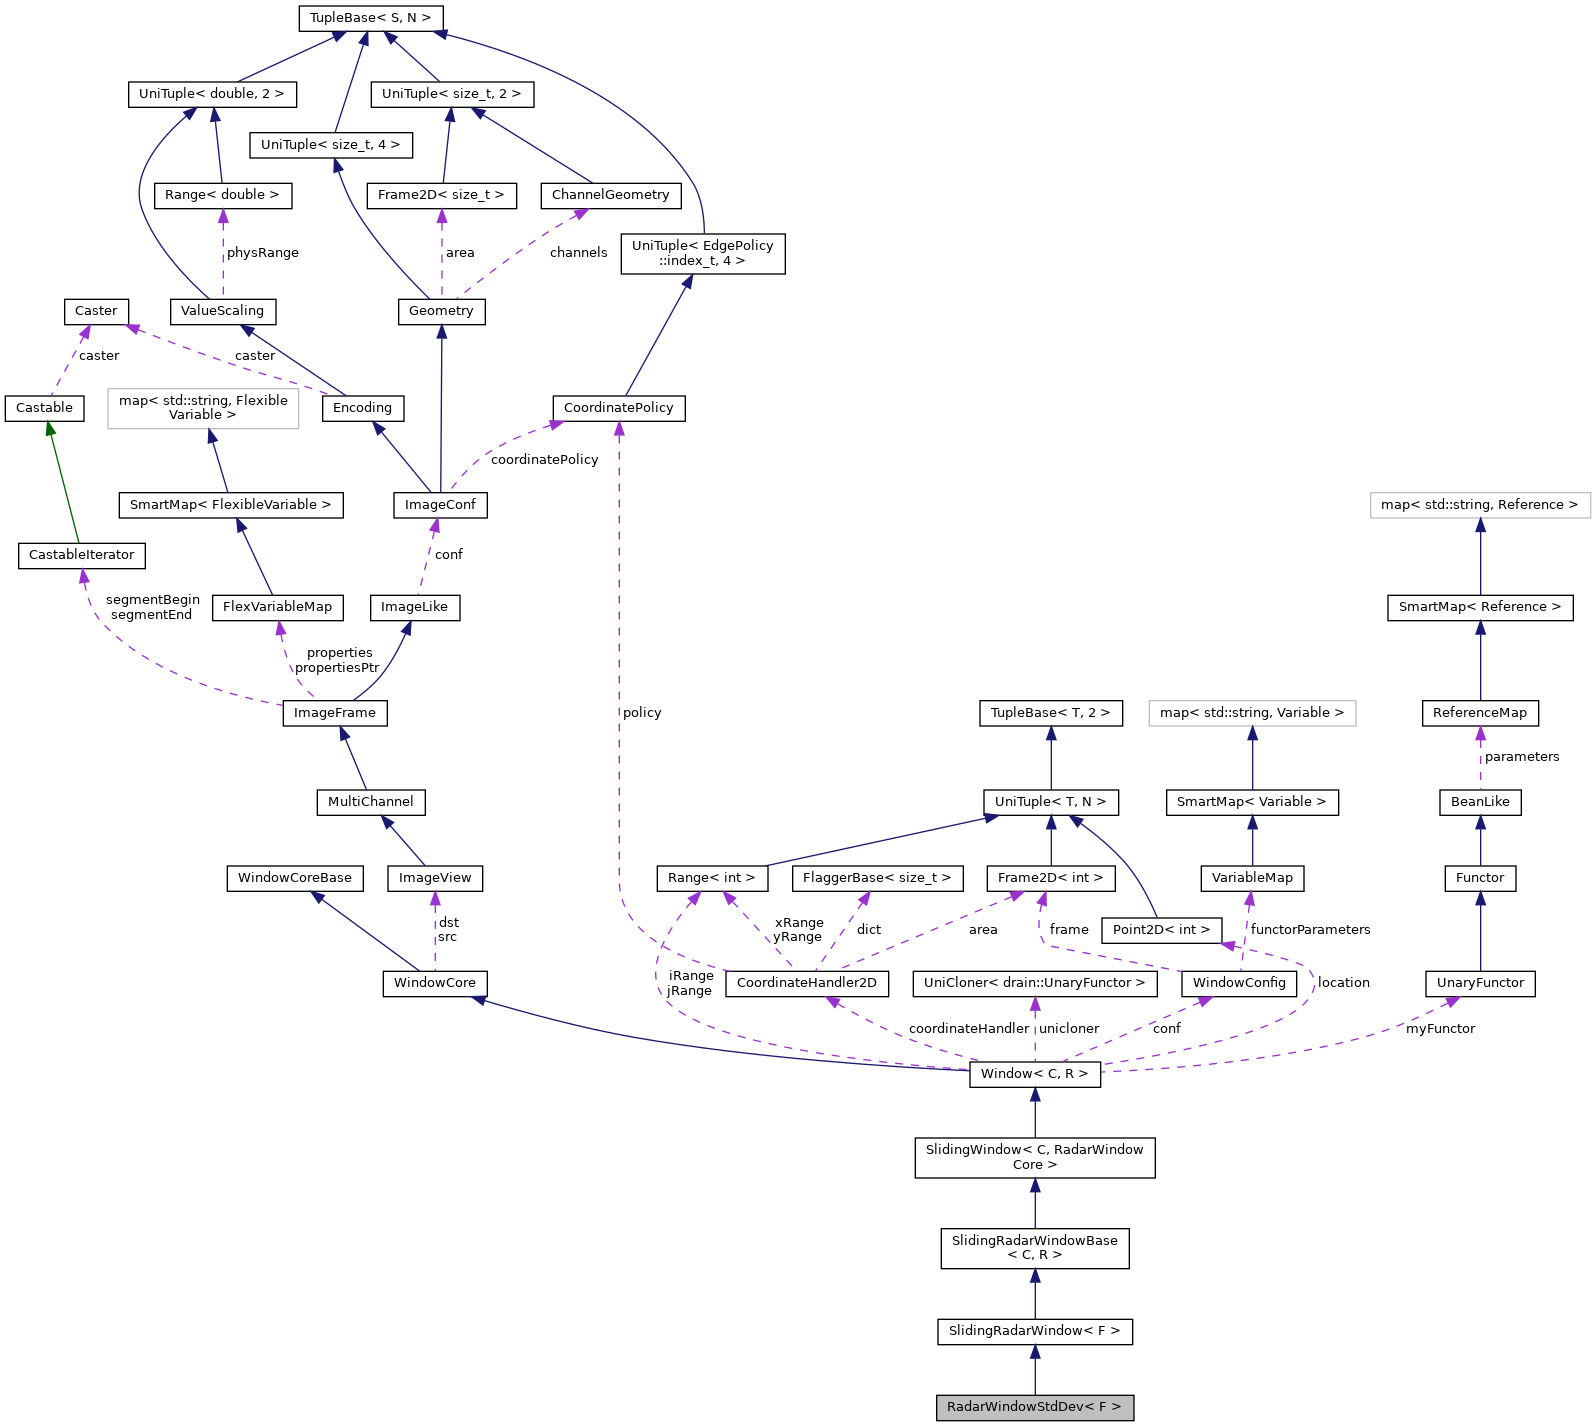 TupleBase< S, N >
UniTuple< double, 2 >
UniTuple< size_t, 2 >
UniTuple< size_t, 4 >
Range< double >
Frame2D< size_t >
ChannelGeometry
UniTuple< EdgePolicy
::index_t, 4 >
physRange
area
channels
Caster
ValueScaling
Geometry
caster
caster
map< std::string, Flexible
Variable >
Castable
Encoding
CoordinatePolicy
coordinatePolicy
SmartMap< FlexibleVariable >
ImageConf
map< std::string, Reference >
CastableIterator
conf
segmentBegin
segmentEnd
FlexVariableMap
ImageLike
SmartMap< Reference >
properties
propertiesPtr
ImageFrame
policy
TupleBase< T, 2 >
map< std::string, Variable >
ReferenceMap
parameters
MultiChannel
UniTuple< T, N >
SmartMap< Variable >
BeanLike
WindowCoreBase
ImageView
Range< int >
FlaggerBase< size_t >
Frame2D< int >
VariableMap
Functor
dst
src
xRange
yRange
dict
area
frame
Point2D< int >
functorParameters
WindowCore
iRange
jRange
CoordinateHandler2D
UniCloner< drain::UnaryFunctor >
WindowConfig
location
UnaryFunctor
coordinateHandler
unicloner
conf
myFunctor
Window< C, R >
SlidingWindow< C, RadarWindow
Core >
SlidingRadarWindowBase
< C, R >
SlidingRadarWindow< F >
RadarWindowStdDev< F >